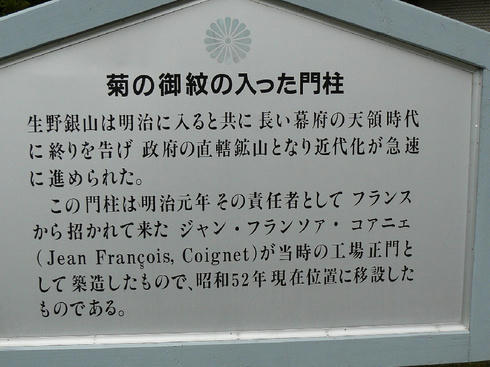 菊の御紋の入った門柱
生野銀山は明治に入ると共に 長い幕府の天領時代
に終りを告げ 政府の直轄鉱山となり近代化が急速
に進められた。
この門柱は明治元年 その責任者として フランス
から招かれて来た ジャン・フランソァ・コアニェ
(Jean François, Coignet)が当時の工場正門と
して築造したもので、昭和52年現在位置に移設した
ものである。